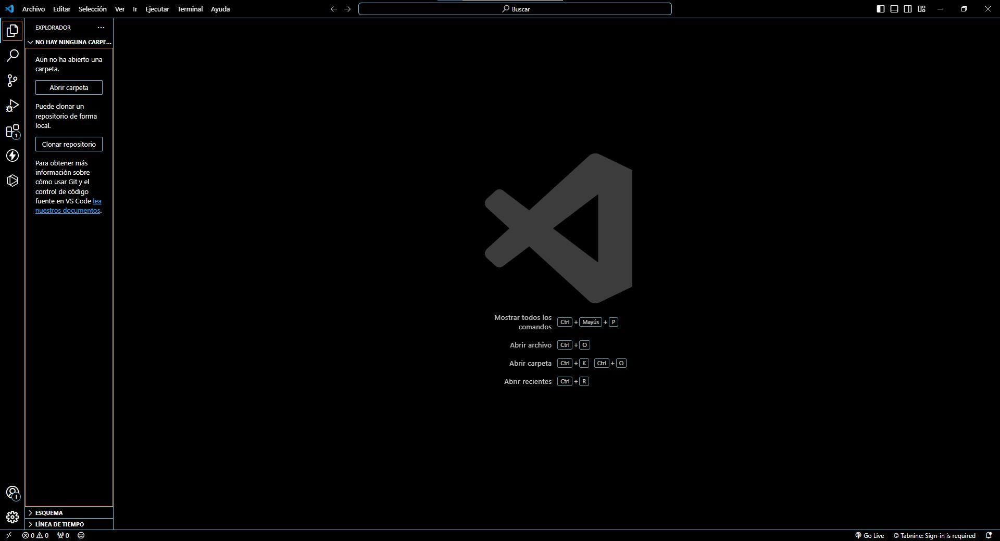 Archivo Editar Selección Ver Ir Ejecutar Terminal Ayuda
Buscar
EXPLORADOR
NO HAY NINGUNA CARPE...
Aún no ha abierto una
carpeta.
Abrir carpeta
Puede clonar un
repositorio de forma
local.
Clonar repositorio
Para obtener más
información sobre
cómo usar Git y el
control de código
fuente en VS Code lea
nuestros documentos.
1
Mostrar todos los
comandos
Ctrl + Mayús + P
Abrir archivo Ctrl + O
Abrir carpeta Ctrl + K Ctrl + O
Abrir recientes Ctrl + R
1
ESQUEMA
LÍNEA DE TIEMPO
0 0 0
Go Live Tabnine: Sign-in is required